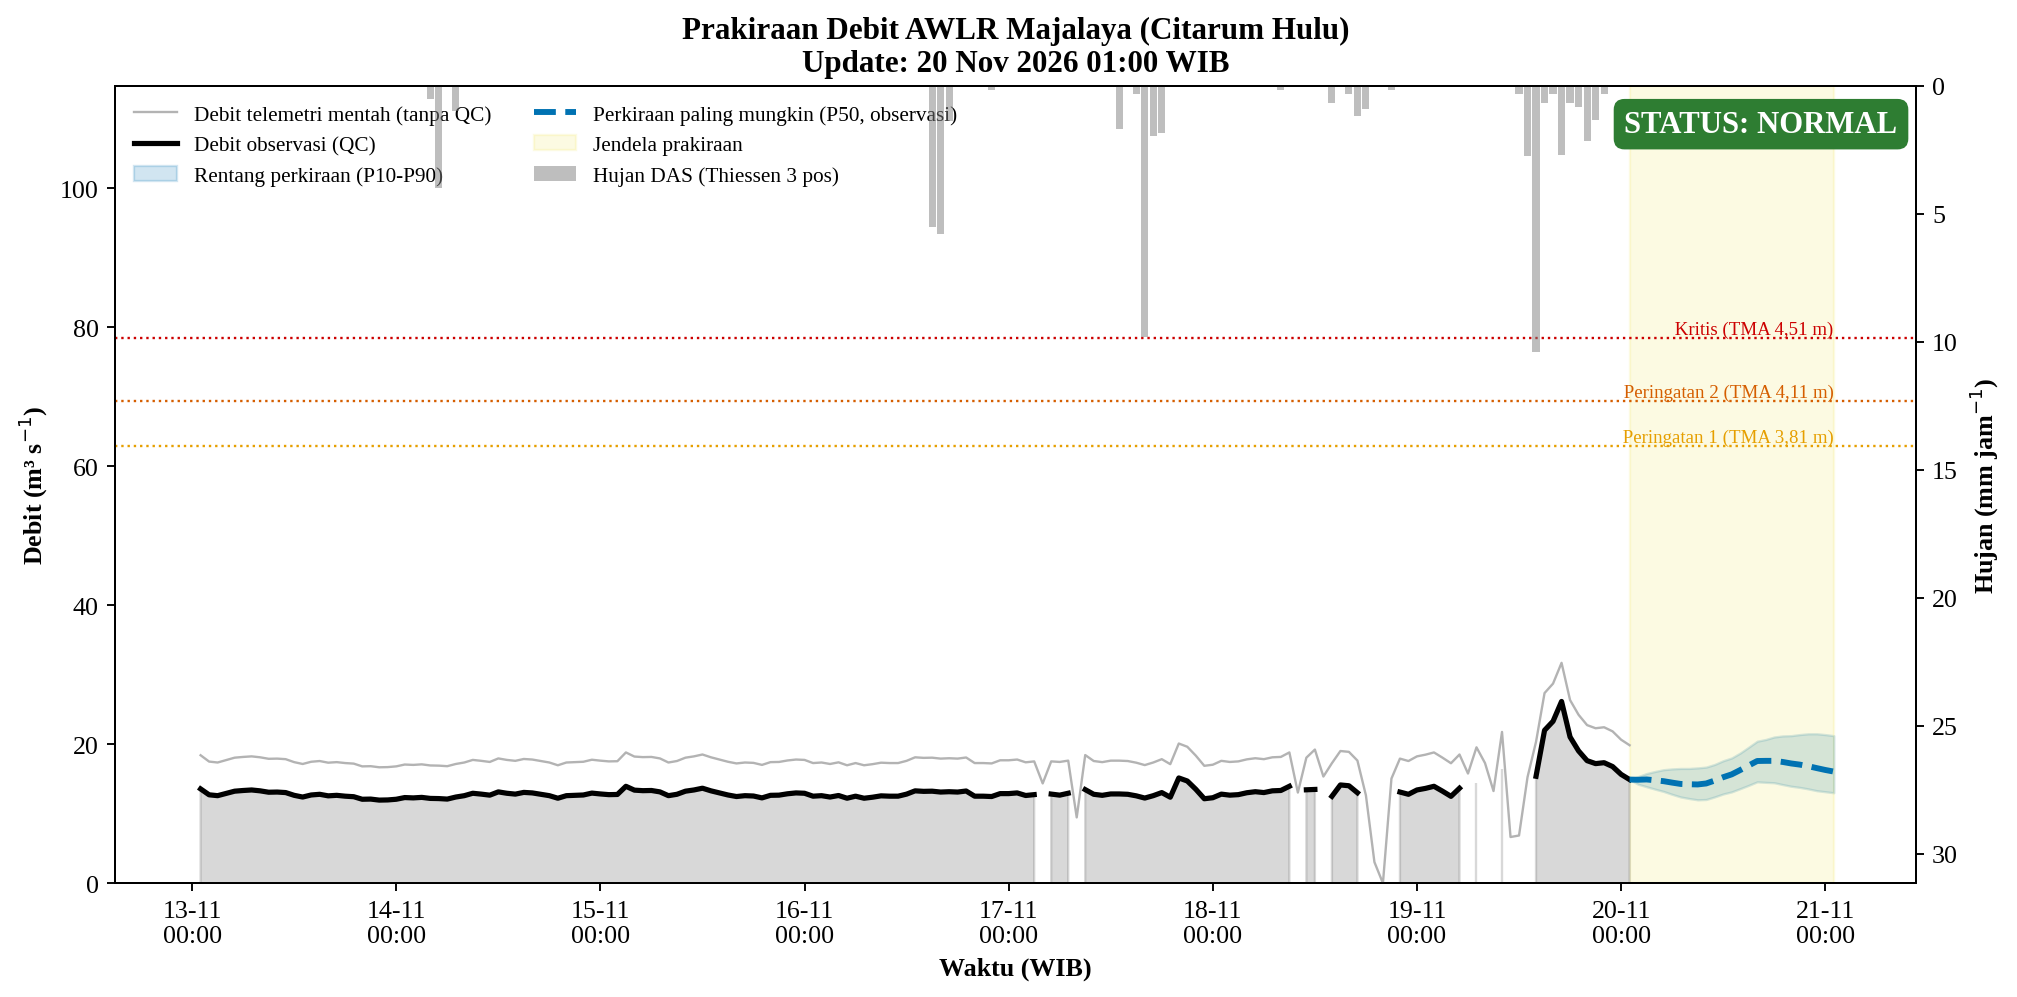 Prakiraan Debit AWLR Majalaya (Citarum Hulu)
Update: 20 Nov 2026 01:00 WIB
Debit telemetri mentah (tanpa QC)
Debit observasi (QC)
Rentang perkiraan (P10-P90)
Perkiraan paling mungkin (P50, observasi)
Jendela prakiraan
Hujan DAS (Thiessen 3 pos)
STATUS: NORMAL
Kritis (TMA 4,51 m)
Peringatan 2 (TMA 4,11 m)
Peringatan 1 (TMA 3,81 m)
Debit (m³ s⁻¹)
100
80
60
40
20
0
Hujan (mm jam⁻¹)
0
5
10
15
20
25
30
13-11
00:00
14-11
00:00
15-11
00:00
16-11
00:00
17-11
00:00
18-11
00:00
19-11
00:00
20-11
00:00
21-11
00:00
Waktu (WIB)